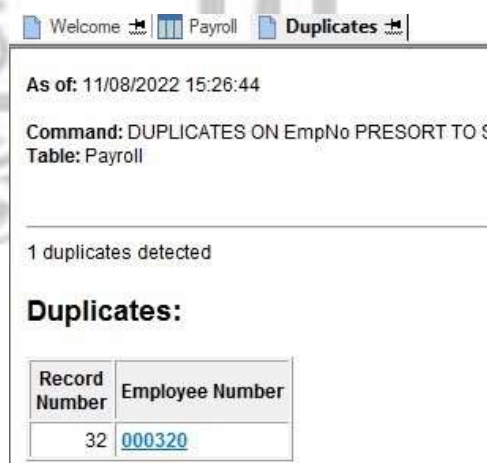 Welcome Payroll Duplicates
As of: 11/08/2022 15:26:44
Command: DUPLICATES ON EmpNo PRESORT TO S
Table: Payroll
1 duplicates detected
Duplicates:
Record Number Employee Number
32 000320